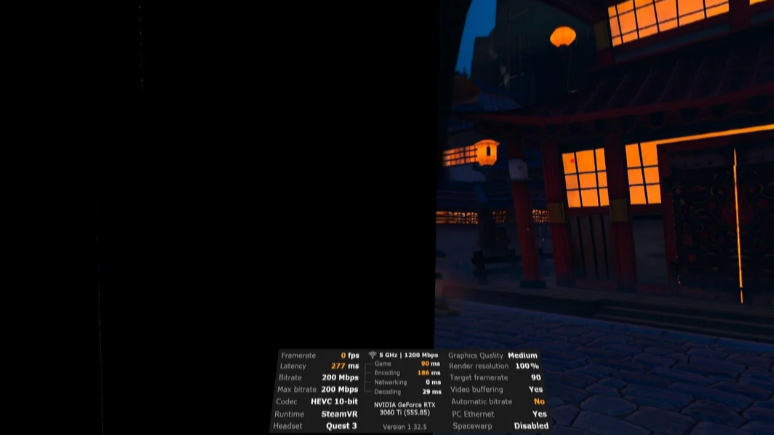 Framerate 0 fps
Latency 277 ms
Bitrate 200 Mbps
Max bitrate 200 Mbps
Codec HEVC 10-bit
Runtime SteamVR
Headset Quest 3
5 GHz | 1200 Mbps
Game 90 ms
Encoding 186 ms
Networking 0 ms
Decoding 29 ms
NVIDIA GeForce RTX
3060 Ti (555.85)
Version 1.32.5
Graphics Quality Medium
Render resolution 100%
Target framerate 90
Video buffering Yes
Automatic bitrate No
PC Ethernet Yes
Spacewarp Disabled